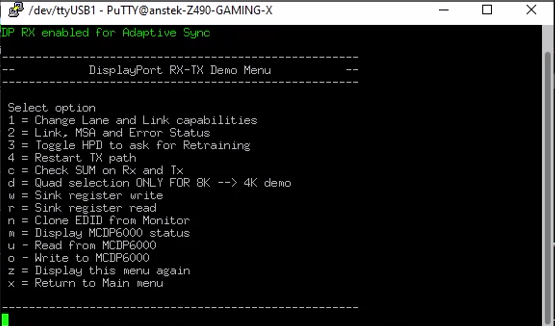 /dev/ttyUSB1 - PuTTY@anstek-Z490-GAMING-X
DP RX enabled for Adaptive Sync
------------------------------------------------------
--          DisplayPort RX-TX Demo Menu          --
------------------------------------------------------
Select option
1 = Change Lane and Link capabilities
2 = Link, MSA and Error Status
3 = Toggle HPD to ask for Retraining
4 = Restart TX path
c = Check SUM on Rx and Tx
d = Quad selection ONLY FOR 8K --> 4K demo
w = Sink register write
r = Sink register read
n = Clone EDID from Monitor
m = Display MCDP6000 status
u - Read from MCDP6000
o - Write to MCDP6000
z = Display this menu again
x = Return to Main menu
------------------------------------------------------